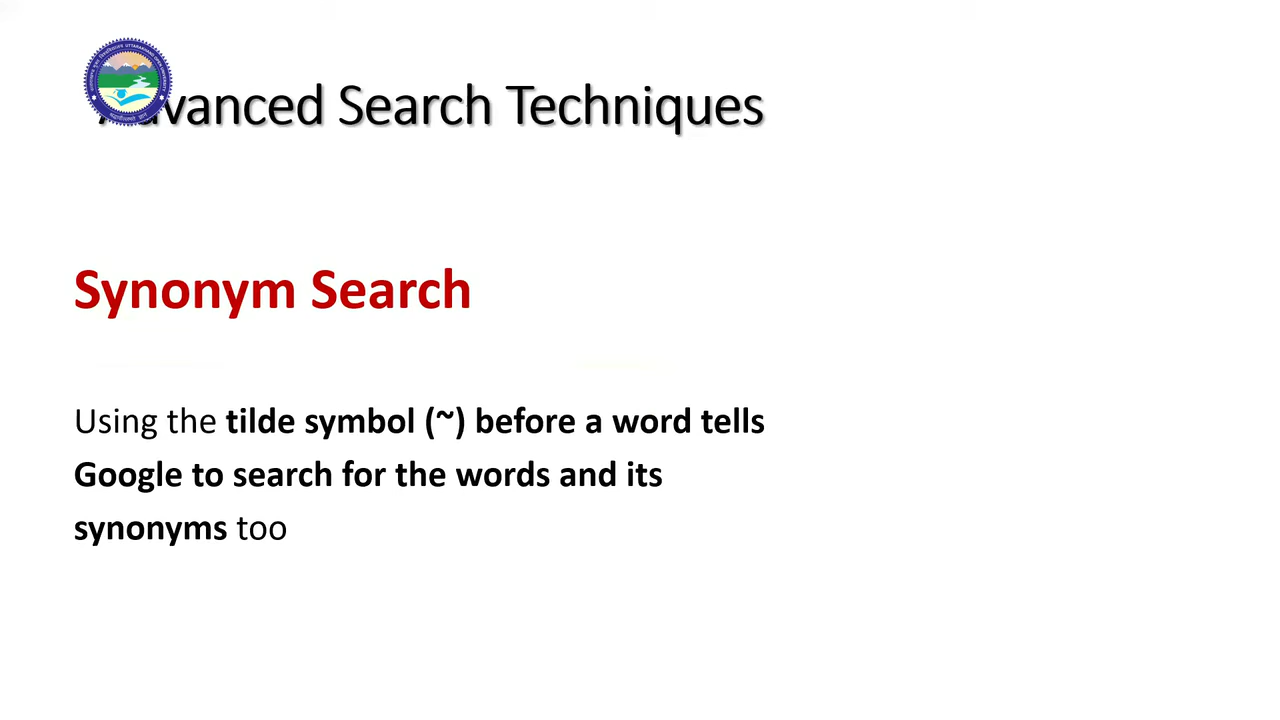 Advanced Search Techniques
Synonym Search
Using the tilde symbol (~) before a word tells
Google to search for the words and its
synonyms too